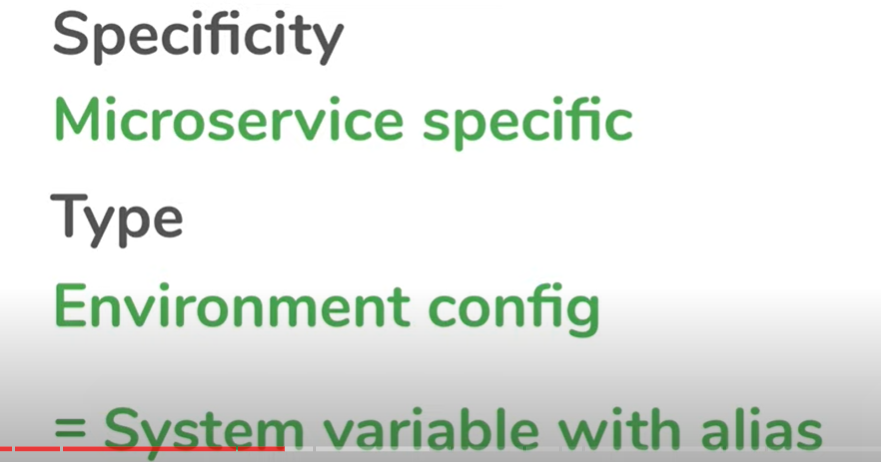 Specificity
Microservice specific
Type
Environment config
= System variable with alias